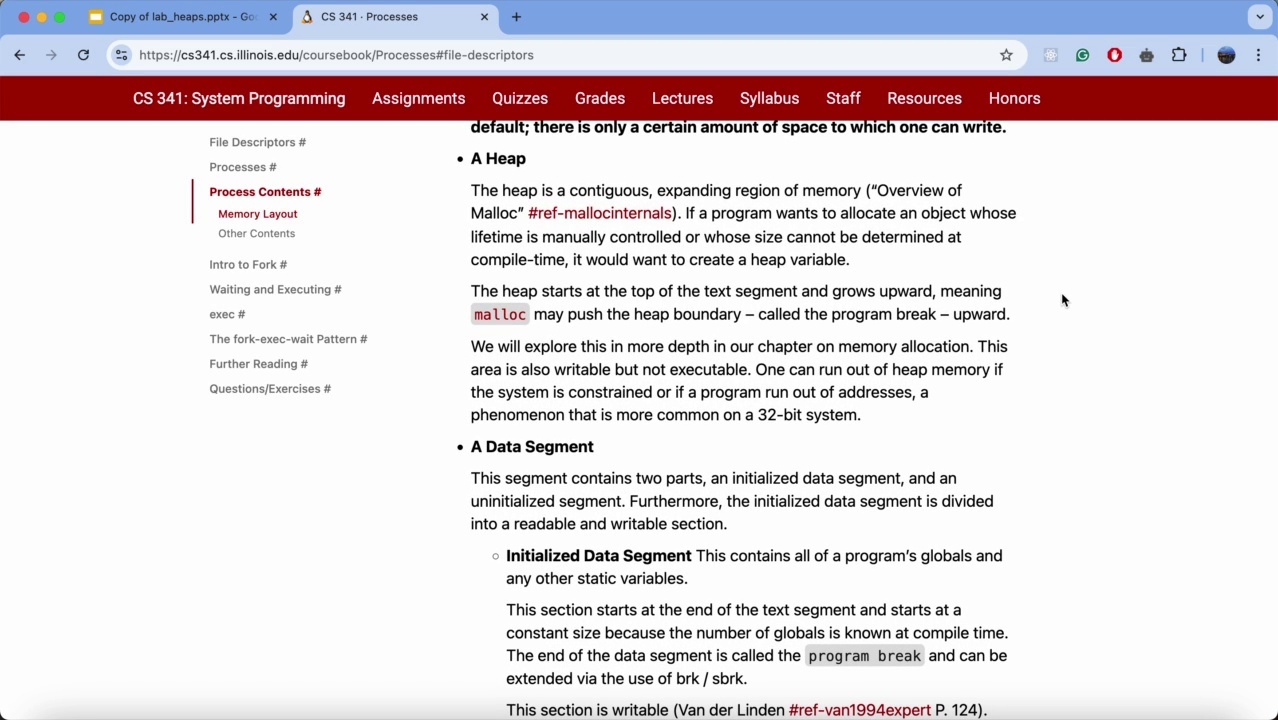 Copy of lab_heaps.pptx - Goo
CS 341 · Processes
https://cs341.cs.illinois.edu/coursebook/Processes#file-descriptors
CS 341: System Programming Assignments Quizzes Grades Lectures Syllabus Staff Resources Honors
File Descriptors #
Processes #
Process Contents #
Memory Layout
Other Contents
Intro to Fork #
Waiting and Executing #
exec #
The fork-exec-wait Pattern #
Further Reading #
Questions/Exercises #
default; there is only a certain amount of space to which one can write.
• A Heap
The heap is a contiguous, expanding region of memory (“Overview of
Malloc” #ref-mallocinternals). If a program wants to allocate an object whose
lifetime is manually controlled or whose size cannot be determined at
compile-time, it would want to create a heap variable.
The heap starts at the top of the text segment and grows upward, meaning
malloc may push the heap boundary – called the program break – upward.
We will explore this in more depth in our chapter on memory allocation. This
area is also writable but not executable. One can run out of heap memory if
the system is constrained or if a program run out of addresses, a
phenomenon that is more common on a 32-bit system.
• A Data Segment
This segment contains two parts, an initialized data segment, and an
uninitialized segment. Furthermore, the initialized data segment is divided
into a readable and writable section.
◦ Initialized Data Segment This contains all of a program’s globals and
any other static variables.
This section starts at the end of the text segment and starts at a
constant size because the number of globals is known at compile time.
The end of the data segment is called the program break and can be
extended via the use of brk / sbrk.
This section is writable (Van der Linden #ref-van1994expert P. 124).